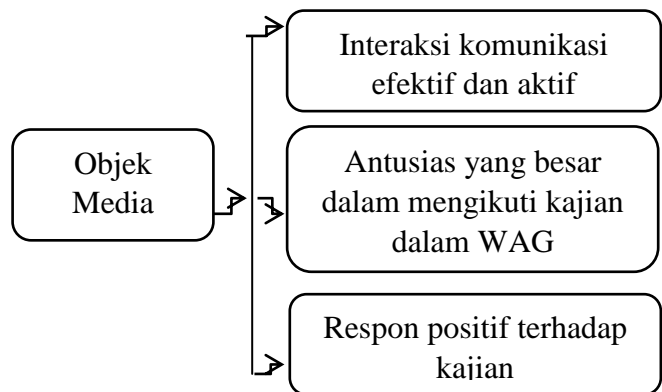 Objek
Media
Interaksi komunikasi
efektif dan aktif
Antusias yang besar
dalam mengikuti kajian
dalam WAG
Respon positif terhadap
kajian